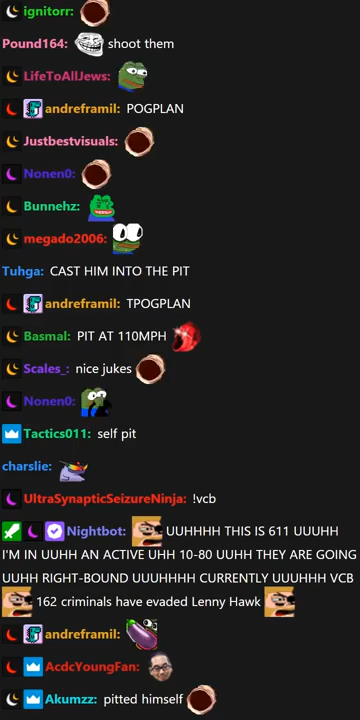 ignitorr:
Pound164: shoot them
LifeToAllJews:
andreframil: POGPLAN
Justbestvisuals:
Nonen0:
Bunnehz:
megado2006:
Tuhga: CAST HIM INTO THE PIT
andreframil: TPOGPLAN
Basmal: PIT AT 110MPH
Scales_: nice jukes
Nonen0:
Tactics011: self pit
charslie:
UltraSynapticSeizureNinja: !vcb
Nightbot: UUHHHH THIS IS 611 UUUHH
I'M IN UUHH AN ACTIVE UHH 10-80 UUHH THEY ARE GOING
UUHH RIGHT-BOUND UUUHHHH CURRENTLY UUUHH VCB
162 criminals have evaded Lenny Hawk
andreframil:
AcdcYoungFan:
Akumzz: pitted himself